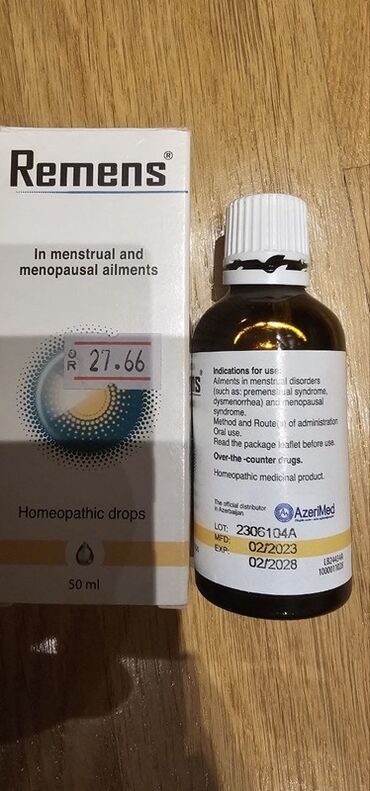 Remens®
In menstrual and
menopausal ailments
R 27.66
Homeopathic drops
50 ml
Indications for use:
Ailments in menstrual disorders
(such as: premenstrual syndrome,
dysmenorrhea) and menopausal
syndrome.
Method and Route(s) of administration
Oral use.
Read the package leaflet before use.
Over-the -counter drugs.
Homeopathic medicinal product.
The official distributor
in Azerbaijan
AzeriMed
LOT: 2306104A
MFD: 02/2023
EXP: 02/2028